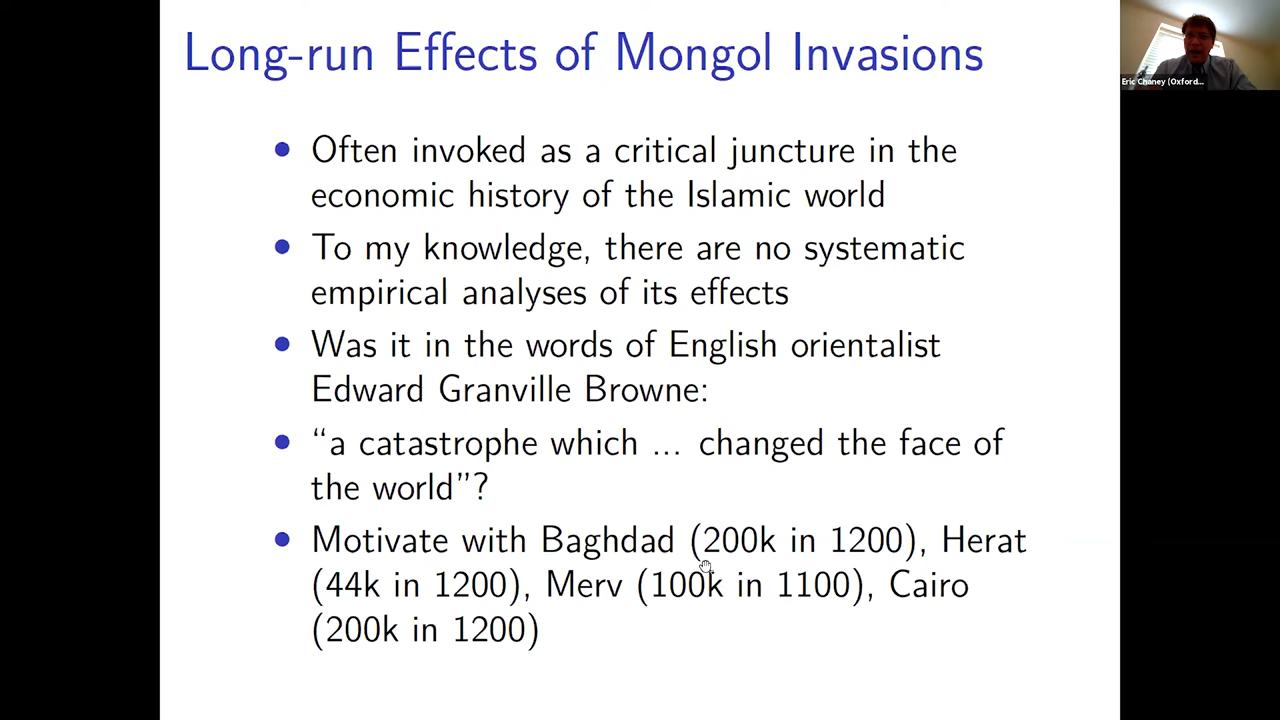 Long-run Effects of Mongol Invasions
Eric Chaney (Oxford...
• Often invoked as a critical juncture in the
economic history of the Islamic world
• To my knowledge, there are no systematic
empirical analyses of its effects
• Was it in the words of English orientalist
Edward Granville Browne:
• “a catastrophe which ... changed the face of
the world”?
• Motivate with Baghdad (200k in 1200), Herat
(44k in 1200), Merv (100k in 1100), Cairo
(200k in 1200)